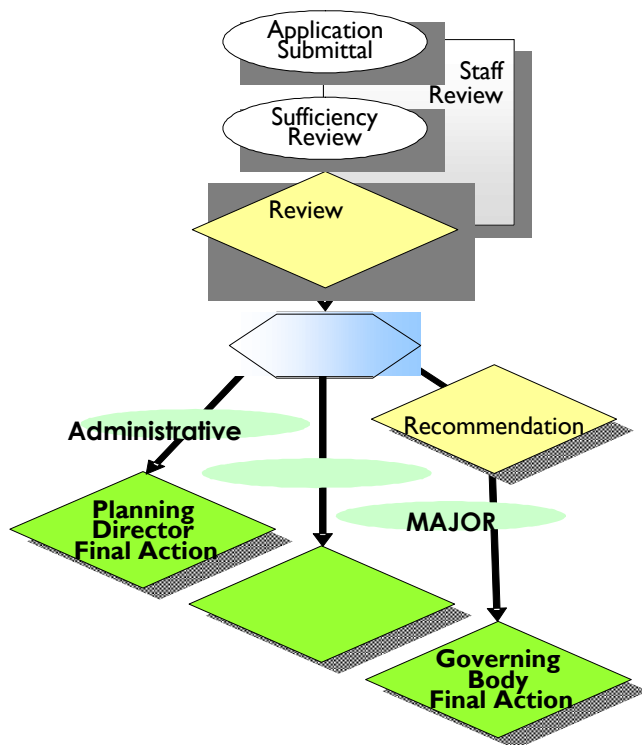 Application
Submittal
Staff
Review
Sufficiency
Review
Review
Administrative
Recommendation
MAJOR
Planning
Director
Final Action
Governing
Body
Final Action